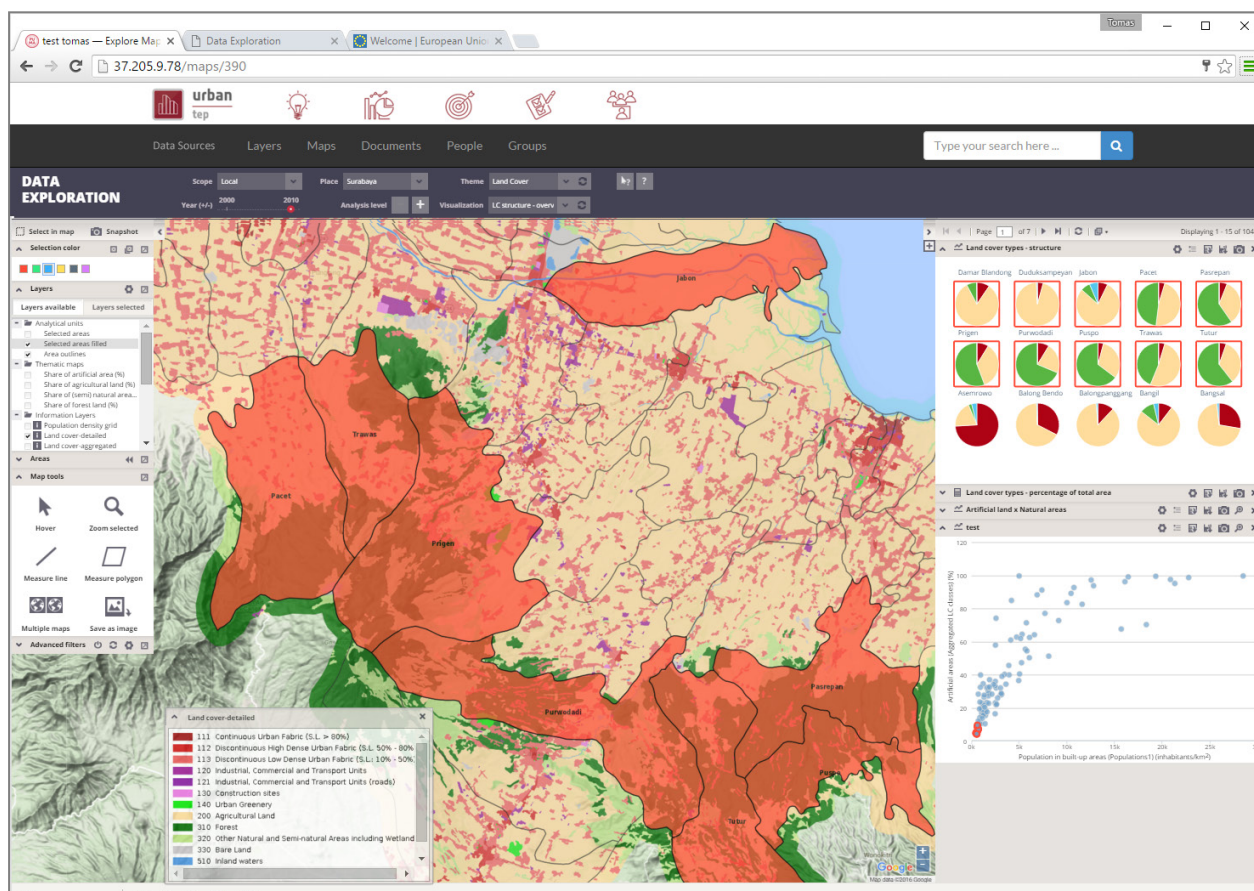 Tomas
test tomas — Explore Map
Data Exploration
Welcome | European Union
37.205.9.78/maps/390
urban
tep
Data Sources Layers Maps Documents People Groups
Type your search here ...
DATA
EXPLORATION
Scope Local Place Surabaya Theme Land Cover
Year (+/-) 2000 2010 Analysis level Visualization LC structure - overv
Select in map Snapshot
Selection color
Layers
Layers available Layers selected
Analytical units
Selected areas
Selected areas filled
Area outlines
Thematic maps
Share of artificial area (%)
Share of agricultural land (%)
Share of (semi) natural area...
Share of forest land (%)
Information Layers
Population density grid
Land cover-detailed
Land cover-aggregated
Areas
Map tools
Hover Zoom selected
Measure line Measure polygon
Multiple maps Save as image
Advanced filters
Jabon
Trawas
Pacet
Prigen
Purwodadi
Pasrepan
Tutur
Land cover-detailed
111 Continuous Urban Fabric (S.L. > 80%)
112 Discontinuous High Dense Urban Fabric (S.L. 50% - 80%
113 Discontinuous Low Dense Urban Fabric (S.L.: 10% - 50%
120 Industrial, Commercial and Transport Units
121 Industrial, Commercial and Transport Units (roads)
130 Construction sites
140 Urban Greenery
200 Agricultural Land
310 Forest
320 Other Natural and Semi-natural Areas including Wetland
330 Bare Land
510 Inland waters
Google
Map data ©2016 Google
Page 1 of 7 Displaying 1 - 15 of 104
Land cover types - structure
Damar Blandong Duduksampeyan Jabon Pacet Pasrepan
Prigen Purwodadi Puspo Trawas Tutur
Asemrowo Balong Bendo Balongpanggang Bangil Bangsal
Land cover types - percentage of total area
Artificial land x Natural areas
test
Artificial areas (Aggregated LC classes) (%)
120
100
80
60
40
20
0
0k 5k 10k 15k 20k 25k
Population in built-up areas (Populations1) (inhabitants/km²)